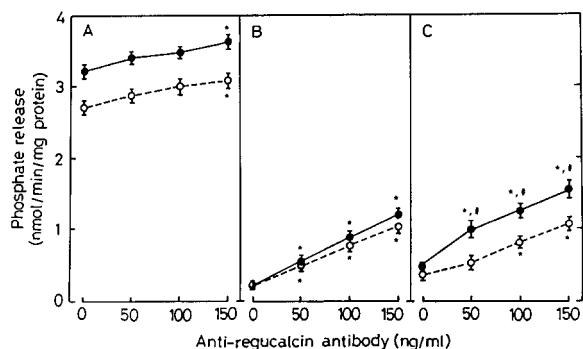 A
B
C
Phosphate release
(nmol/min/mg protein)
4
3
2
1
0
*
*
*
*
*
*
*
*
*,#
*,#
*,#
*
*
0 50 100 150
0 50 100 150
0 50 100 150
Anti-regucalcin antibody (ng/ml)